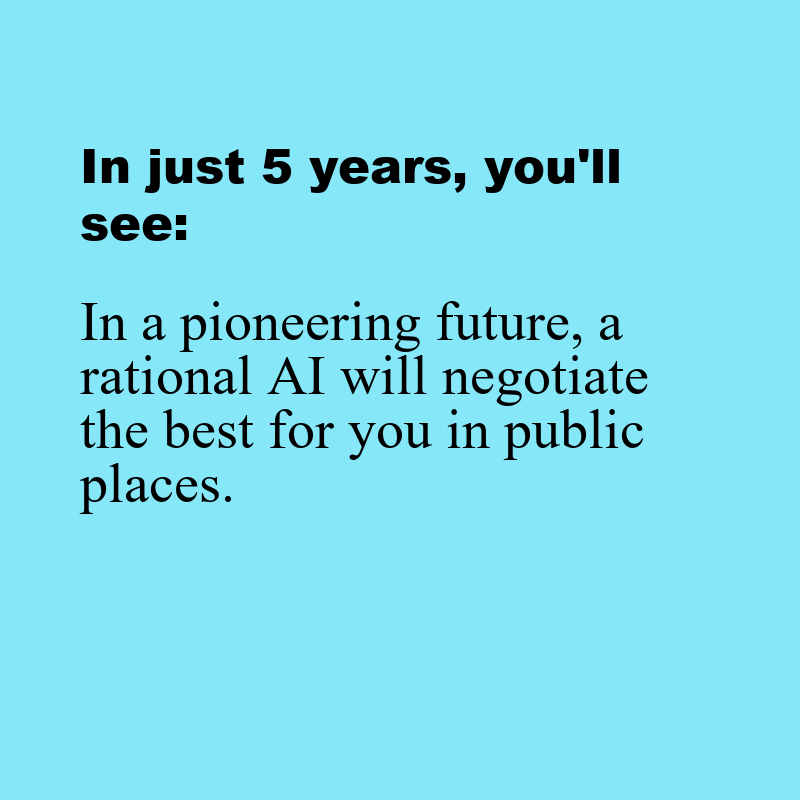 In just 5 years, you'll
see:
In a pioneering future, a
rational AI will negotiate
the best for you in public
places.